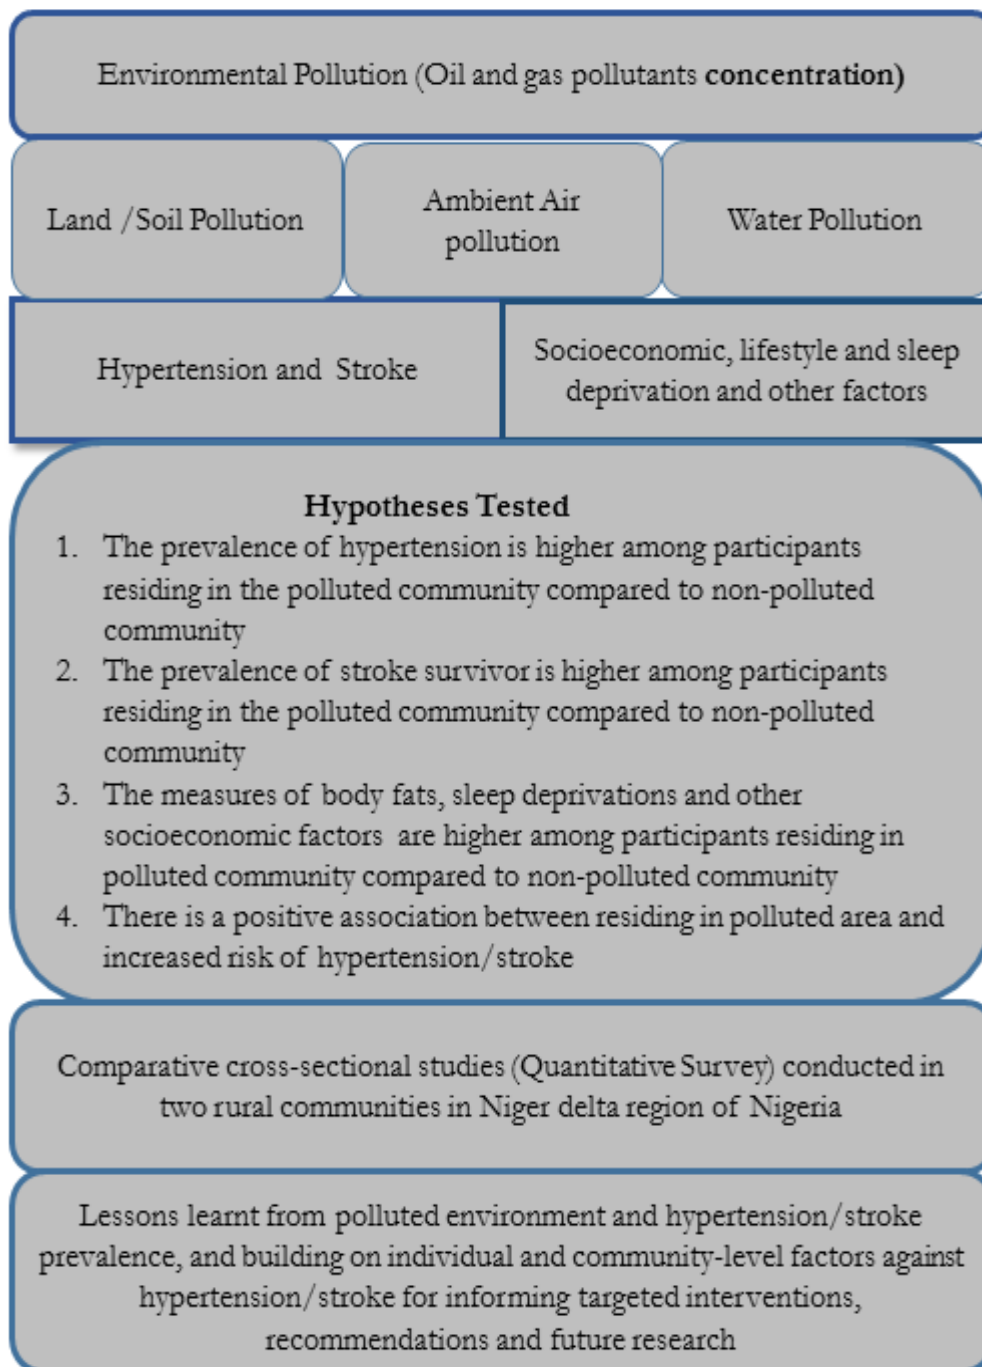 Environmental Pollution (Oil and gas pollutants concentration)
Land /Soil Pollution
Ambient Air
pollution
Water Pollution
Hypertension and Stroke
Socioeconomic, lifestyle and sleep
deprivation and other factors
Hypotheses Tested
1. The prevalence of hypertension is higher among participants
residing in the polluted community compared to non-polluted
community
2. The prevalence of stroke survivor is higher among participants
residing in the polluted community compared to non-polluted
community
3. The measures of body fats, sleep deprivations and other
socioeconomic factors are higher among participants residing in
polluted community compared to non-polluted community
4. There is a positive association between residing in polluted area and
increased risk of hypertension/stroke
Comparative cross-sectional studies (Quantitative Survey) conducted in
two rural communities in Niger delta region of Nigeria
Lessons learnt from polluted environment and hypertension/stroke
prevalence, and building on individual and community-level factors against
hypertension/stroke for informing targeted interventions,
recommendations and future research